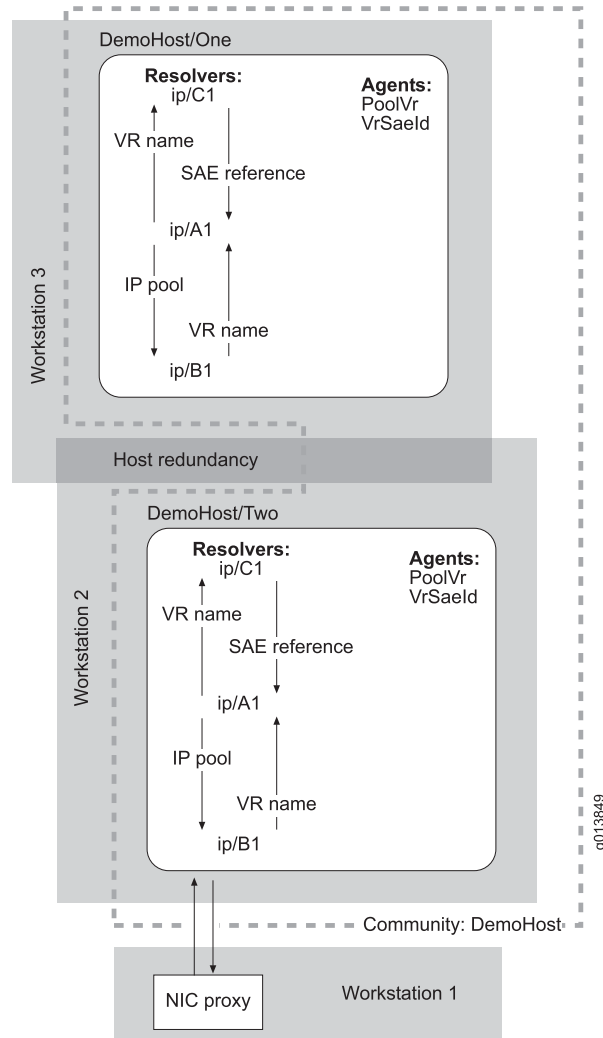 DemoHost/One
Resolvers:
ip/C1
Agents:
PoolVr
VrSaeId
VR name
SAE reference
ip/A1
IP pool
VR name
ip/B1
Workstation 3
Host redundancy
DemoHost/Two
Resolvers:
ip/C1
Agents:
PoolVr
VrSaeId
VR name
SAE reference
ip/A1
IP pool
VR name
ip/B1
Workstation 2
g013849
Community: DemoHost
NIC proxy
Workstation 1